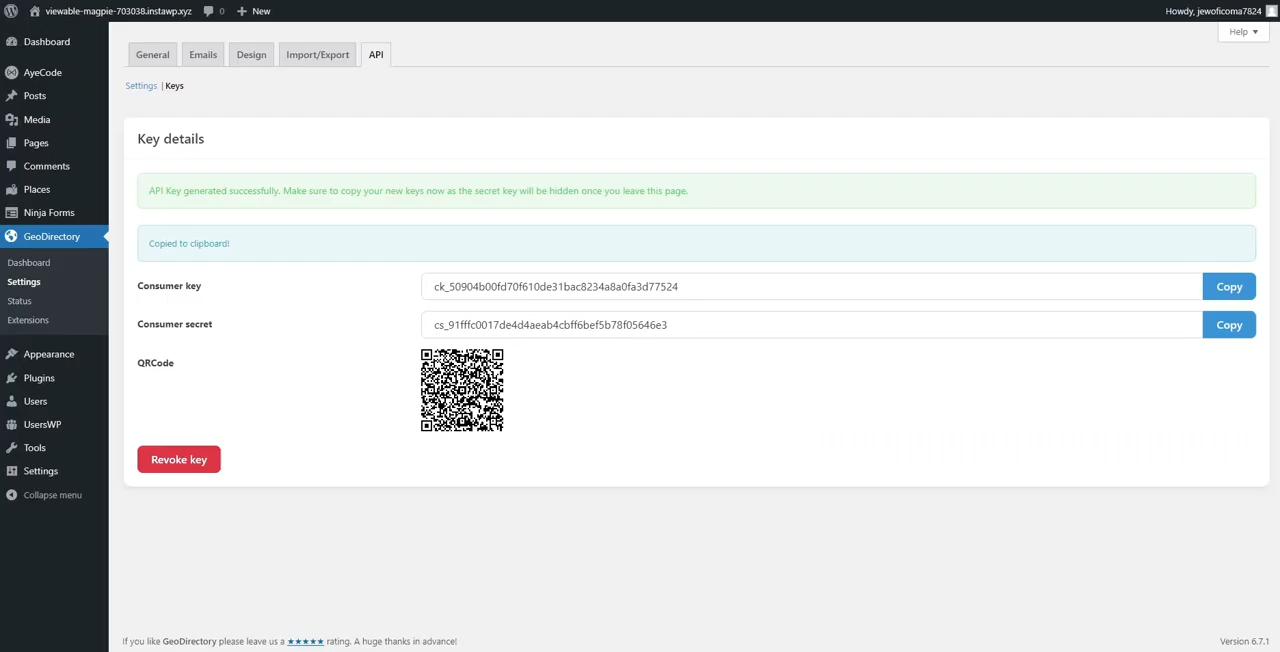 viewable-magpie-703038.instawp.xyz 0 New Howdy, jewoficoma7824
Help
Dashboard
AyeCode
Posts
Media
Pages
Comments
Places
Ninja Forms
GeoDirectory
Dashboard
Settings
Status
Extensions
Appearance
Plugins
Users
UsersWP
Tools
Settings
Collapse menu
General Emails Design Import/Export API
Settings | Keys
Key details
API Key generated successfully. Make sure to copy your new keys now as the secret key will be hidden once you leave this page.
Copied to clipboard!
Consumer key ck_50904b00fd70f610de31bac8234a8a0fa3d77524 Copy
Consumer secret cs_91fffc0017de4d4aeab4cbff6bef5b78f05646e3 Copy
QRCode
Revoke key
If you like GeoDirectory please leave us a ★★★★★ rating. A huge thanks in advance! Version 6.7.1